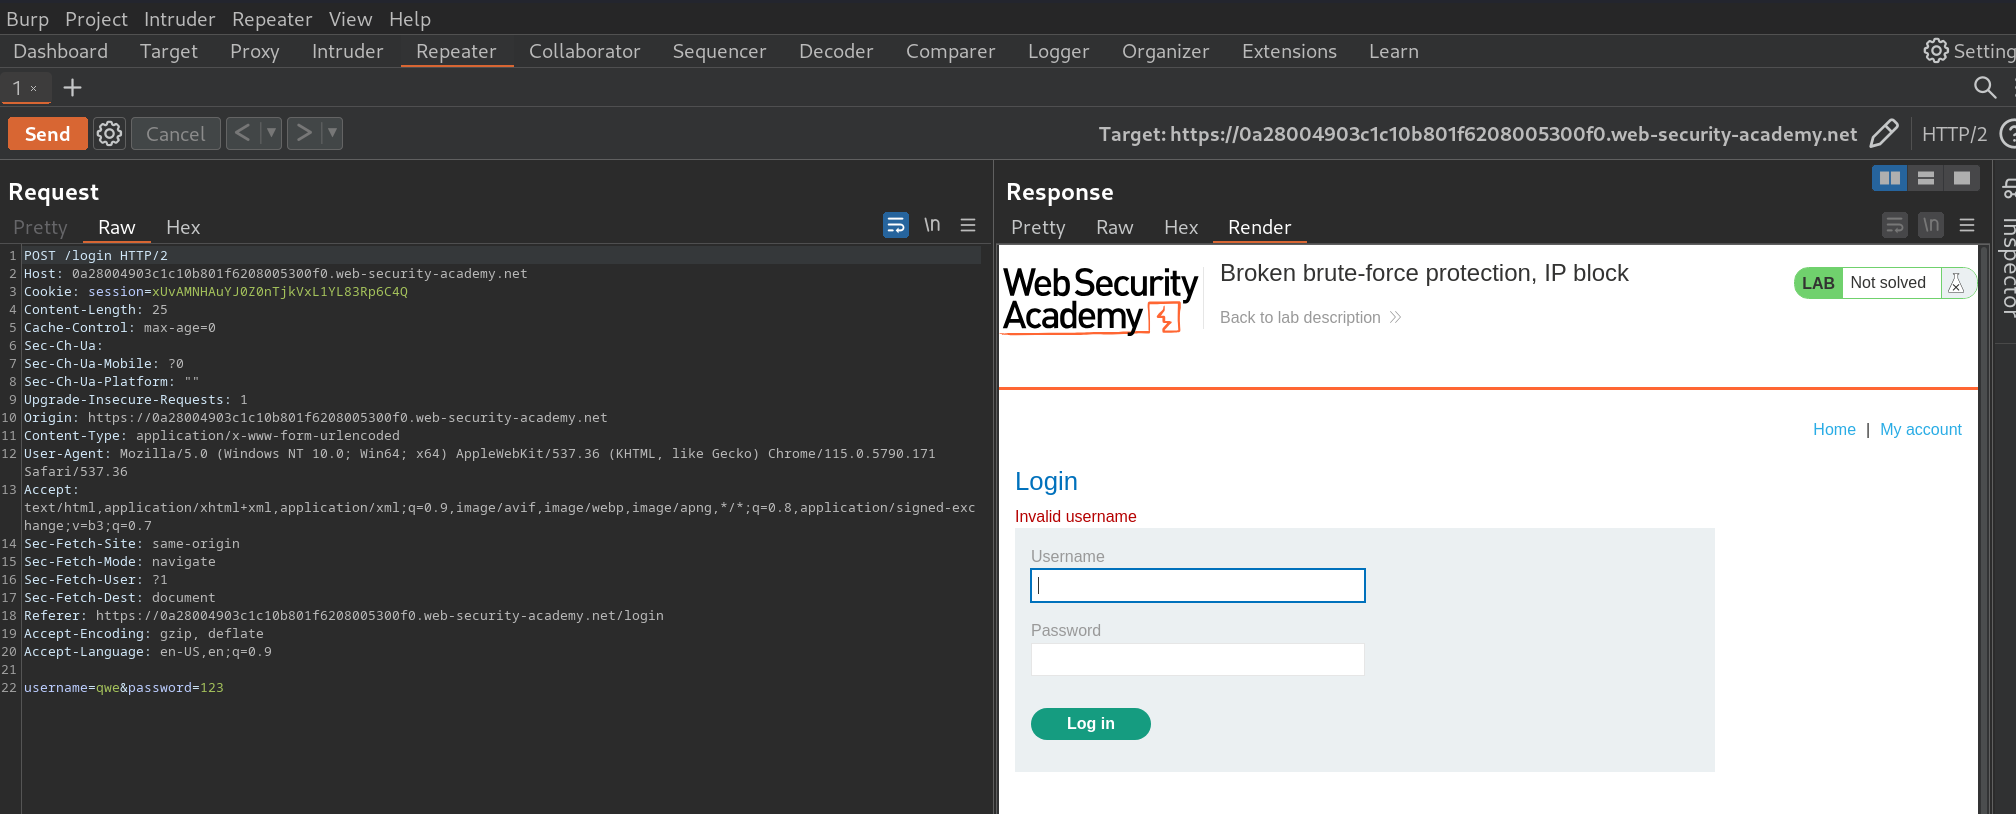 Burp Project Intruder Repeater View Help
Dashboard Target Proxy Intruder Repeater Collaborator Sequencer Decoder Comparer Logger Organizer Extensions Learn Setting
1 × +
Send Cancel < > Target: https://0a28004903c1c10b801f6208005300f0.web-security-academy.net HTTP/2
Request
Pretty Raw Hex \n
1 POST /login HTTP/2
2 Host: 0a28004903c1c10b801f6208005300f0.web-security-academy.net
3 Cookie: session=xUvAMNHAuYJ0Z0nTjkVxL1YL83Rp6C4Q
4 Content-Length: 25
5 Cache-Control: max-age=0
6 Sec-Ch-Ua:
7 Sec-Ch-Ua-Mobile: ?0
8 Sec-Ch-Ua-Platform: ""
9 Upgrade-Insecure-Requests: 1
10 Origin: https://0a28004903c1c10b801f6208005300f0.web-security-academy.net
11 Content-Type: application/x-www-form-urlencoded
12 User-Agent: Mozilla/5.0 (Windows NT 10.0; Win64; x64) AppleWebKit/537.36 (KHTML, like Gecko) Chrome/115.0.5790.171
Safari/537.36
13 Accept:
text/html,application/xhtml+xml,application/xml;q=0.9,image/avif,image/webp,image/apng,*/*;q=0.8,application/signed-exc
hange;v=b3;q=0.7
14 Sec-Fetch-Site: same-origin
15 Sec-Fetch-Mode: navigate
16 Sec-Fetch-User: ?1
17 Sec-Fetch-Dest: document
18 Referer: https://0a28004903c1c10b801f6208005300f0.web-security-academy.net/login
19 Accept-Encoding: gzip, deflate
20 Accept-Language: en-US,en;q=0.9
21
22 username=qwe&password=123
Response
Pretty Raw Hex Render \n
Web Security
Academy
Broken brute-force protection, IP block
Back to lab description
LAB Not solved
Home | My account
Login
Invalid username
Username
Password
Log in
Inspector